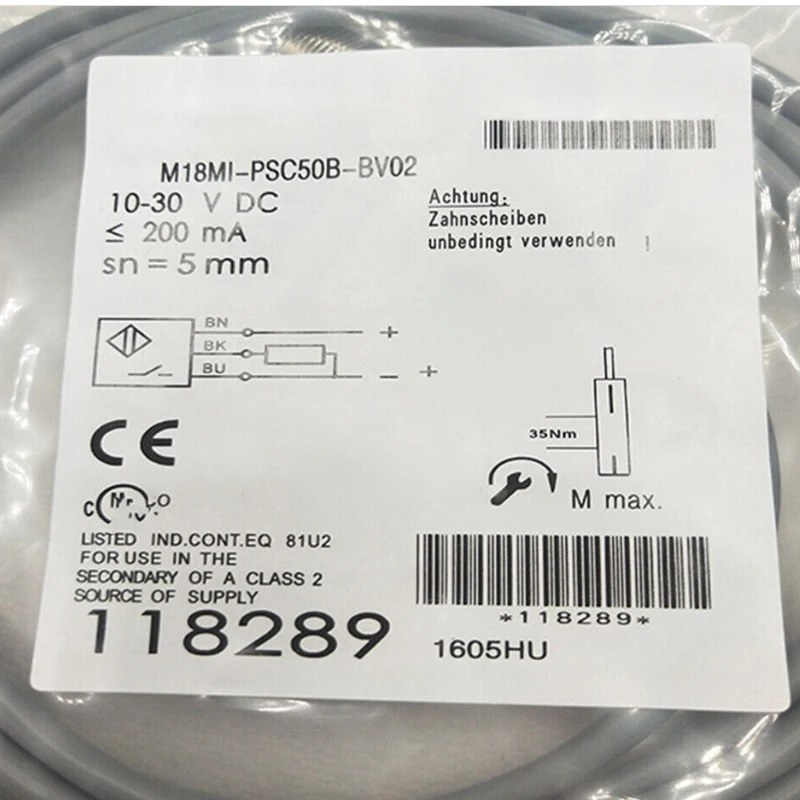 M18MI-PSC50B-BV02
10-30 V DC
≤ 200 mA
sn = 5 mm
Achtung:
Zahnscheiben
unbedingt verwenden !
BN
+
BK
BU
- +
35Nm
M max.
CE
LISTED IND.CONT.EQ 81U2
FOR USE IN THE
SECONDARY OF A CLASS 2
SOURCE OF SUPPLY
118289
*118289*
1605HU